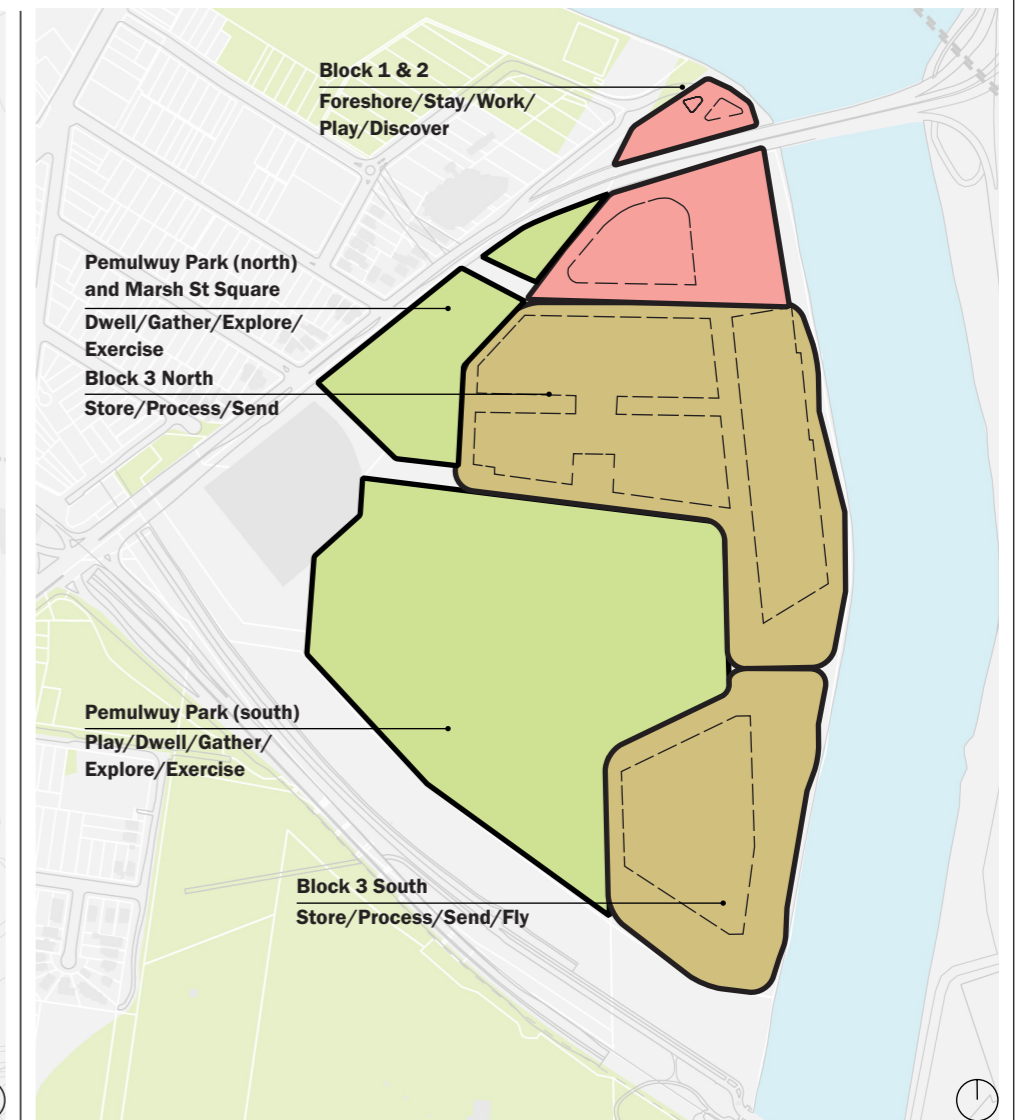 Block 1 & 2
Foreshore/Stay/Work/
Play/Discover
Pemulwuy Park (north)
and Marsh St Square
Dwell/Gather/Explore/
Exercise
Block 3 North
Store/Process/Send
Pemulwuy Park (south)
Play/Dwell/Gather/
Explore/Exercise
Block 3 South
Store/Process/Send/Fly